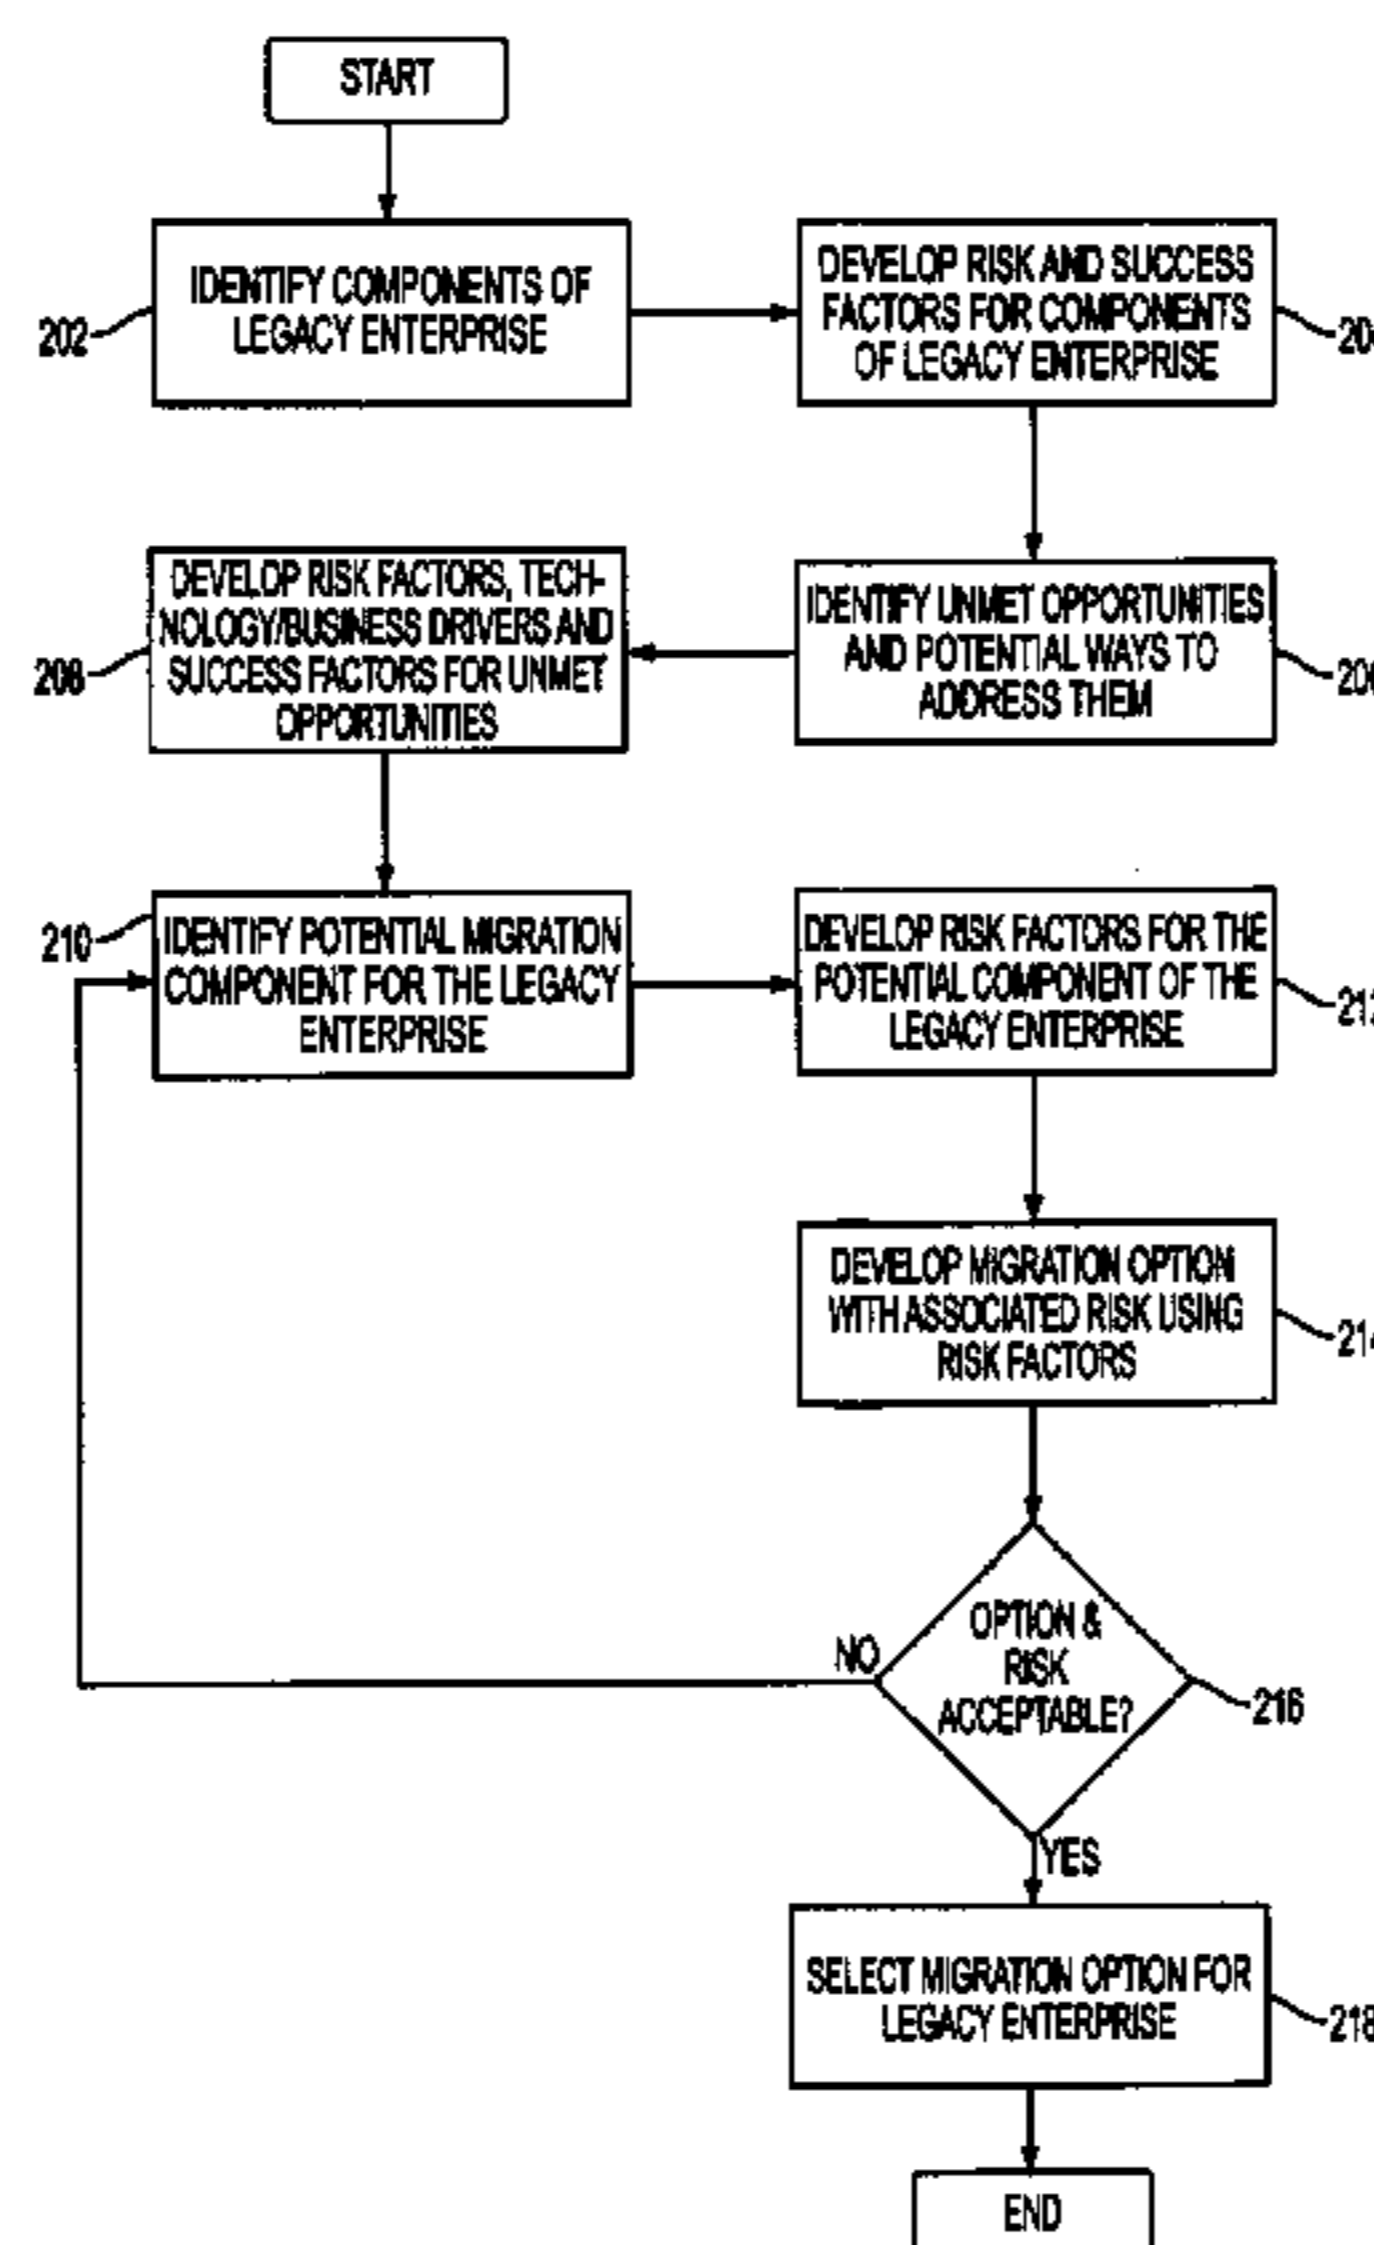 START
IDENTIFY COMPONENTS OF
LEGACY ENTERPRISE
202
DEVELOP RISK AND SUCCESS
FACTORS FOR COMPONENTS
OF LEGACY ENTERPRISE
IDENTIFY UNMET OPPORTUNITIES
AND POTENTIAL WAYS TO
ADDRESS THEM
DEVELOP RISK FACTORS, TECH-
NOLOGY/BUSINESS DRIVERS AND
SUCCESS FACTORS FOR UNMET
OPPORTUNITIES
208
210
IDENTIFY POTENTIAL MIGRATION
COMPONENT FOR THE LEGACY
ENTERPRISE
DEVELOP RISK FACTORS FOR THE
POTENTIAL COMPONENT OF THE
LEGACY ENTERPRISE
DEVELOP MIGRATION OPTION
WITH ASSOCIATED RISK USING
RISK FACTORS
214
OPTION &
RISK
ACCEPTABLE?
NO
216
YES
SELECT MIGRATION OPTION FOR
LEGACY ENTERPRISE
218
END